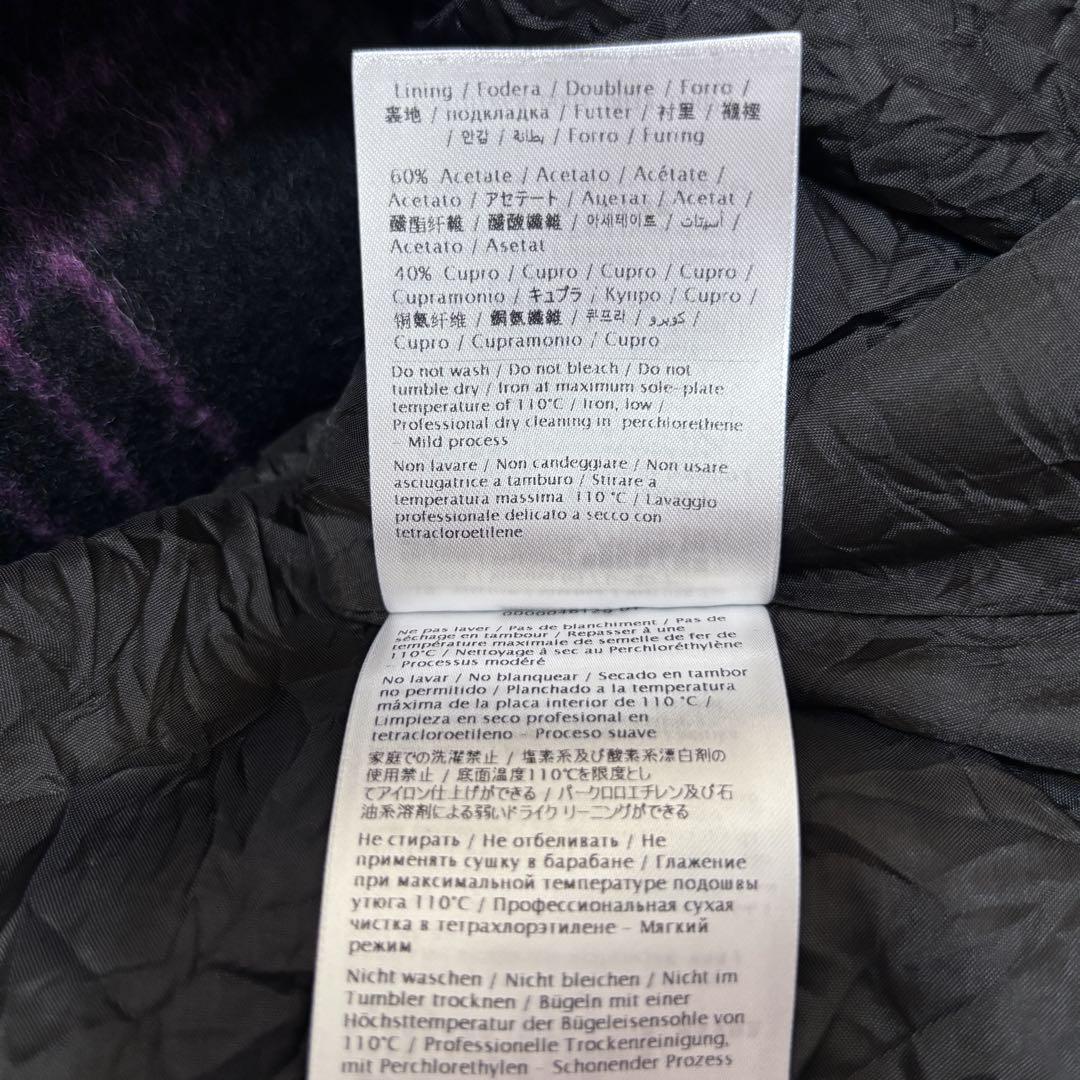 Lining / Fodera / Doublure / Forro /
裏地 / подкладка / Futter / 衬里 / 襯裡
/ 안감 / بطانة / Forro / Furing
60% Acetate / Acetato / Acétate /
Acetato / アセテート / Ацетат / Acetat /
醋酯纤維 / 醋酸纖維 / 아세테이트 / أسيتات /
Acetato / Asetat
40% Cupro / Cupro / Cupro / Cupro /
Cupramonio / キュプラ / Купро / Cupro /
铜氨纤维 / 銅氨纖維 / 큐프라 / كوبرو /
Cupro / Cupramonio / Cupro
Do not wash / Do not bleach / Do not
tumble dry / Iron at maximum sole-plate
temperature of 110°C / Iron, low /
Professional dry cleaning in perchlorethene
- Mild process
Non lavare / Non candeggiare / Non usare
asciugatrice a tamburo / Stirare a
temperatura massima 110 °C / Lavaggio
professionale delicato a secco con
tetracloroetilene
Ne pas laver / Pas de blanchiment / Pas de
séchage en tambour / Repasser à une
température maximale de semelle de fer de
110°C / Nettoyage à sec au Perchloréthylène
- Processus modéré
No lavar / No blanquear / Secado en tambor
no permitido / Planchado a la temperatura
máxima de la placa interior de 110 °C /
Limpieza en seco profesional en
tetracloroetileno - Proceso suave
家庭での洗濯禁止 / 塩素系及び酸素系漂白剤の
使用禁止 / 底面温度110℃を限度とし
てアイロン仕上げができる / パークロロエチレン及び石
油系溶剤による弱いドライクリーニングができる
Не стирать / Не отбеливать / Не
применять сушку в барабане / Глажение
при максимальной температуре подошвы
утюга 110°C / Профессиональная сухая
чистка в тетрахлорэтилене - Мягкий
режим
Nicht waschen / Nicht bleichen / Nicht im
Tumbler trocknen / Bügeln mit einer
Höchsttemperatur der Bügeleisensohle von
110°C / Professionelle Trockenreinigung,
mit Perchlorethylen - Schonender Prozess